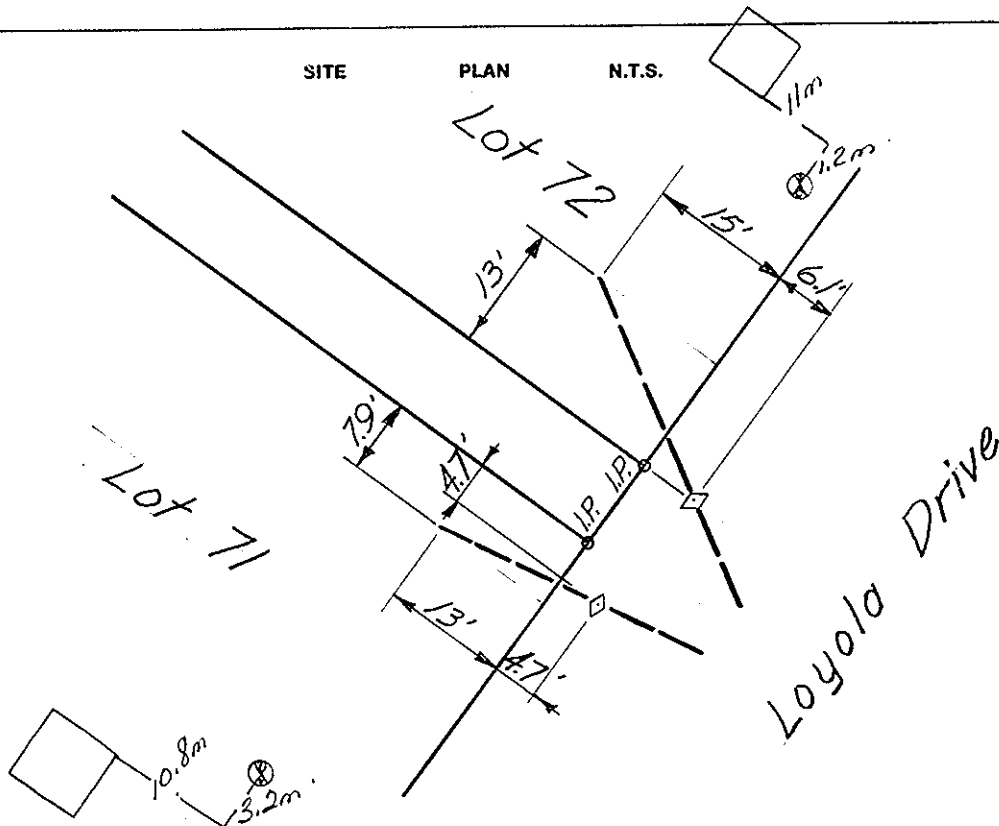 SITE PLAN N.T.S.
11m
1.2m.
Lot 72
15'
6.1'
13'
7.9'
4.7'
I.P.
I.P.
Lot 71
13'
4.7'
Loyola Drive
10.8m
3.2m.